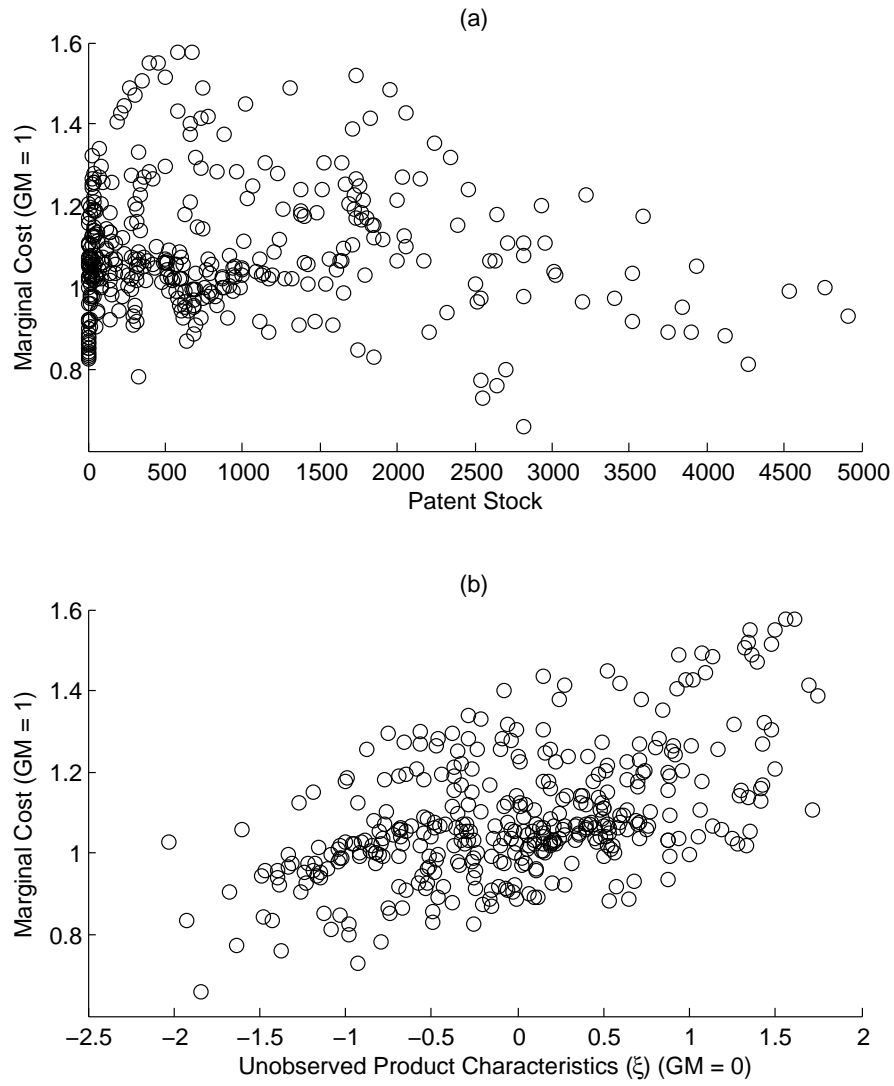 (a)
1.6
1.4
1.2
1
0.8
Marginal Cost (GM = 1)
0 500 1000 1500 2000 2500 3000 3500 4000 4500 5000
Patent Stock
(b)
1.6
1.4
1.2
1
0.8
Marginal Cost (GM = 1)
−2.5 −2 −1.5 −1 −0.5 0 0.5 1 1.5 2
Unobserved Product Characteristics (ξ) (GM = 0)